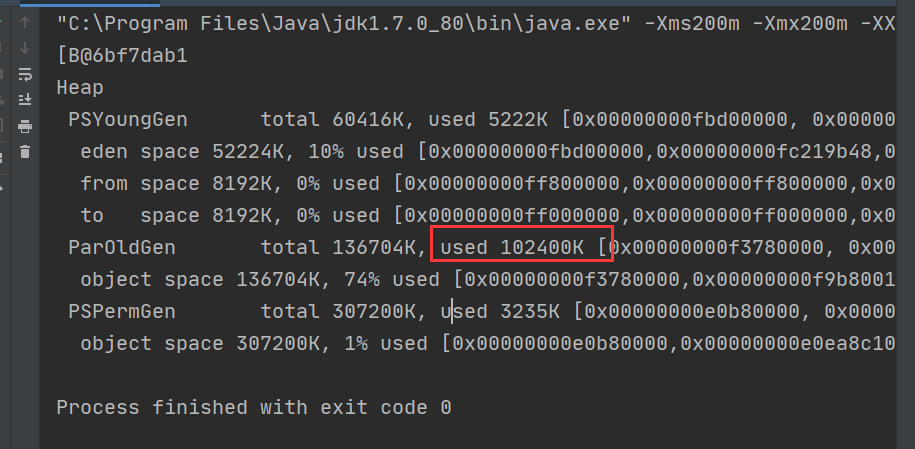 "C:\Program Files\Java\jdk1.7.0_80\bin\java.exe" -Xms200m -Xmx200m -XX
[B@6bf7dab1
Heap
 PSYoungGen      total 60416K, used 5222K [0x00000000fbd00000, 0x00000
  eden space 52224K, 10% used [0x00000000fbd00000,0x00000000fc219b48,0
  from space 8192K, 0% used [0x00000000ff800000,0x00000000ff800000,0x0
  to   space 8192K, 0% used [0x00000000ff000000,0x00000000ff000000,0x0
 ParOldGen       total 136704K, used 102400K [0x00000000f3780000, 0x00
  object space 136704K, 74% used [0x00000000f3780000,0x00000000f9b8001
 PSPermGen       total 307200K, used 3235K [0x00000000e0b80000, 0x0000
  object space 307200K, 1% used [0x00000000e0b80000,0x00000000e0ea8c10
Process finished with exit code 0